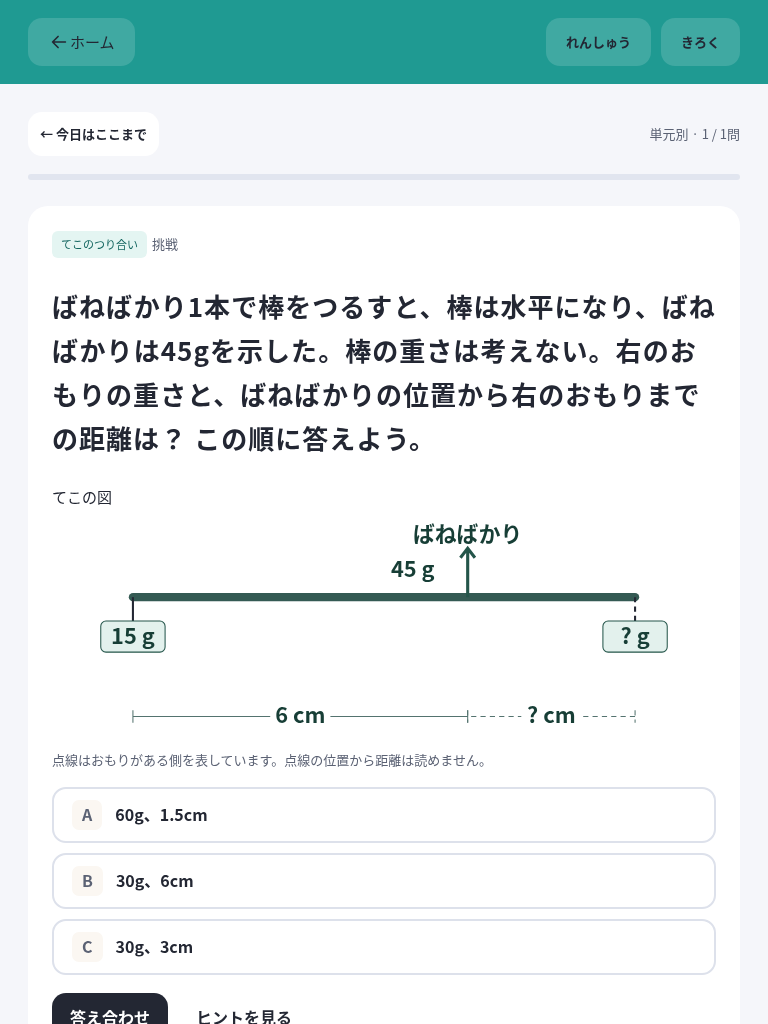 ← ホーム
れんしゅう
きろく
← 今日はここまで
単元別 · 1 / 1問
てこのつり合い 挑戦
ばねばかり1本で棒をつるすと、棒は水平になり、ばね
ばかりは45gを示した。棒の重さは考えない。右のお
もりの重さと、ばねばかりの位置から右のおもりまで
の距離は？ この順に答えよう。
てこの図
ばねばかり
45 g
15 g
? g
6 cm
? cm
点線はおもりがある側を表しています。点線の位置から距離は読めません。
A 60g、1.5cm
B 30g、6cm
C 30g、3cm
答え合わせ
ヒントを見る